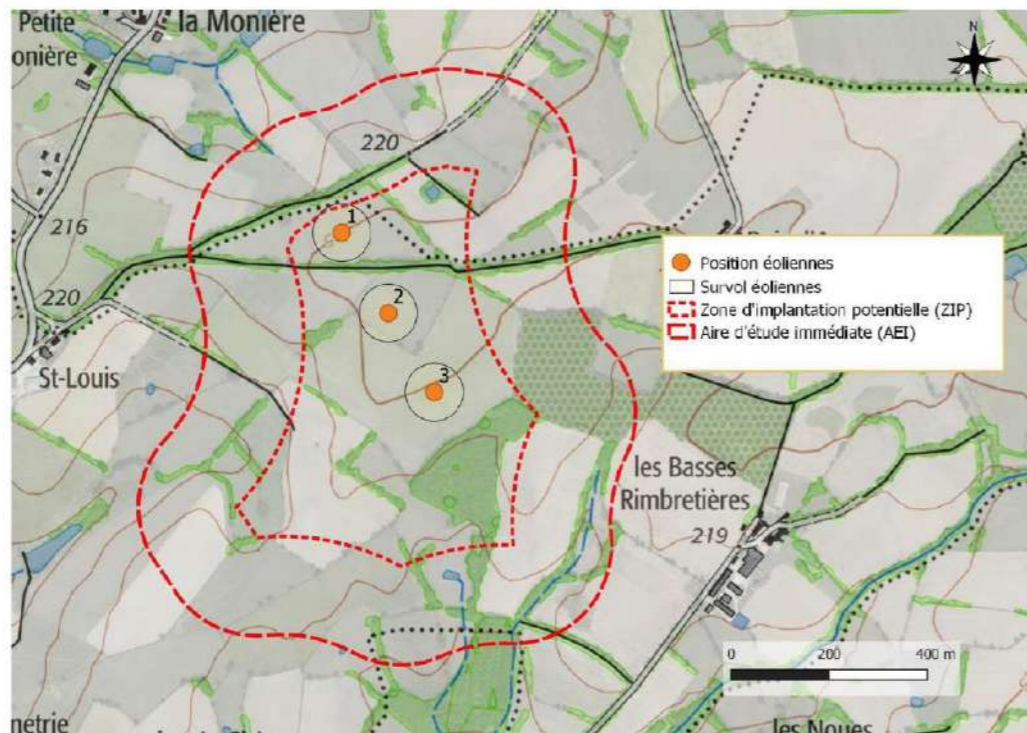 Petite
la Monière
onière
N
220
1
216
2
220
St-Louis
3
Position éoliennes
Survol éoliennes
Zone d'implantation potentielle (ZIP)
Aire d'étude immédiate (AEI)
les Basses
Rimbretières
219
0 200 400 m
netrie
les Noues